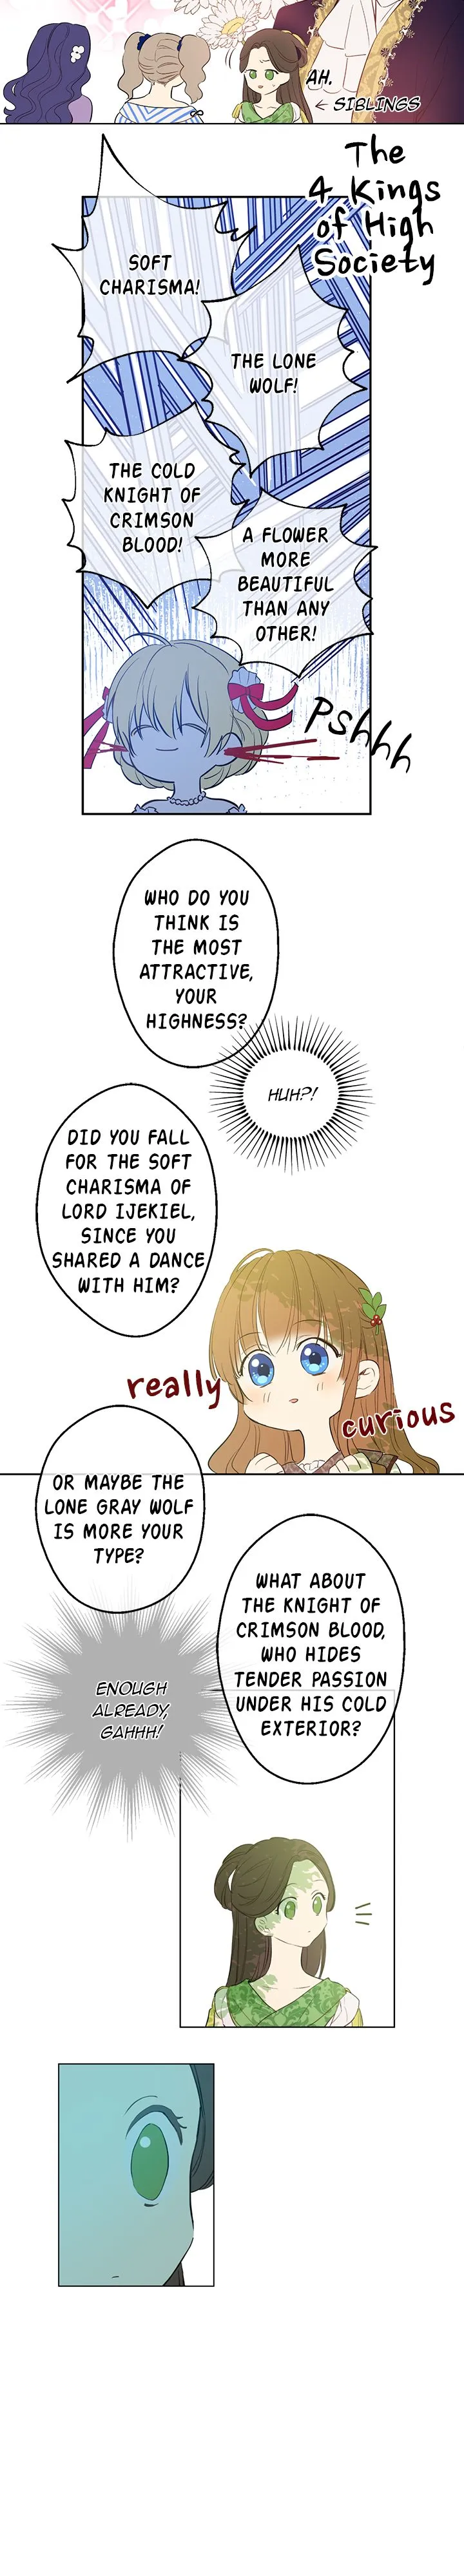 AH.
← SIBLINGS
The
4 Kings
of High
Society
SOFT
CHARISMA!
THE LONE
WOLF!
THE COLD
KNIGHT OF
CRIMSON
BLOOD!
A FLOWER
MORE
BEAUTIFUL
THAN ANY
OTHER!
Pshhh
WHO DO YOU
THINK IS
THE MOST
ATTRACTIVE,
YOUR
HIGHNESS?
HUH?!
DID YOU FALL
FOR THE SOFT
CHARISMA OF
LORD IJEKIEL,
SINCE YOU
SHARED A DANCE
WITH HIM?
really
curious
OR MAYBE THE
LONE GRAY WOLF
IS MORE YOUR
TYPE?
WHAT ABOUT
THE KNIGHT OF
CRIMSON BLOOD,
WHO HIDES
TENDER PASSION
UNDER HIS COLD
EXTERIOR?
ENOUGH
ALREADY,
GAHHH!